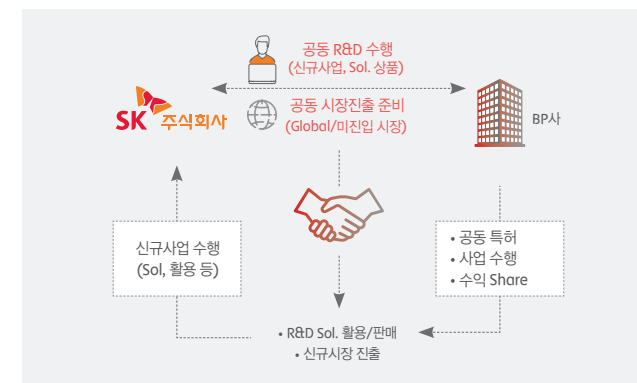 공동 R&D 수행
(신규사업, Sol. 상품)
SK 주식회사
공동 시장진출 준비
(Global/미진입 시장)
BP사
신규사업 수행
(Sol, 활용 등)
• 공동 특허
• 사업 수행
• 수익 Share
• R&D Sol. 활용/판매
• 신규시장 진출